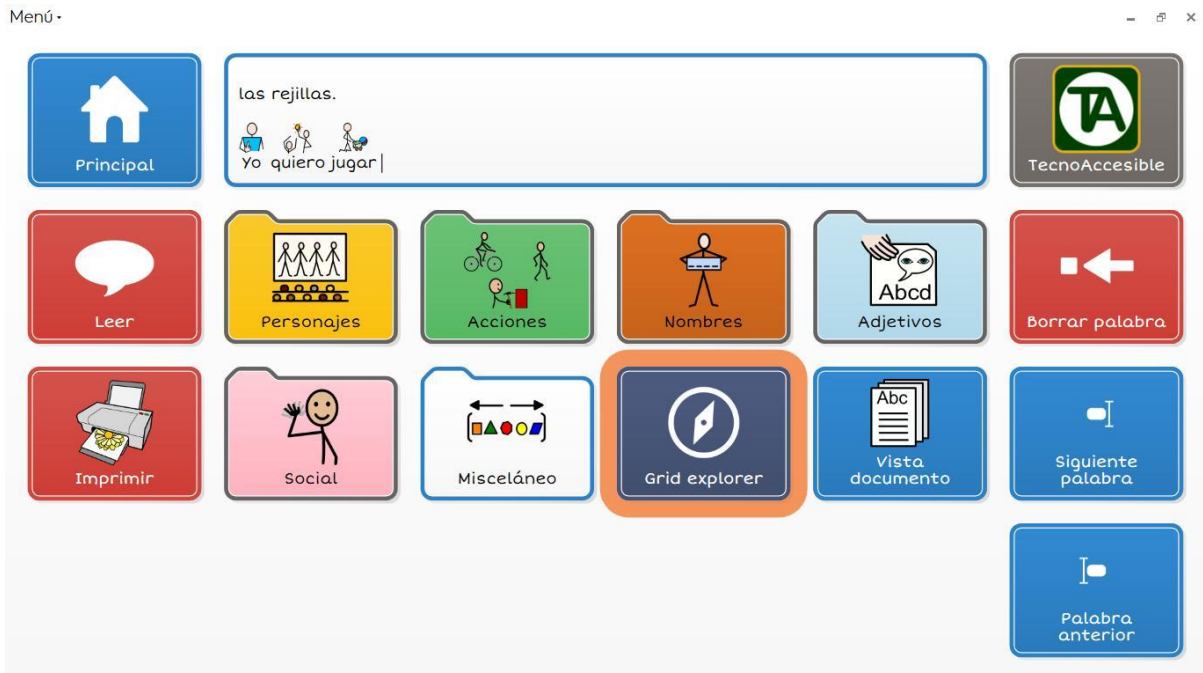 Menú
Principal
las rejillas.
Yo quiero jugar
TA
TecnoAccesible
Leer
Personajes
Acciones
Abcd
Nombres
Adjetivos
Borrar palabra
Imprimir
Social
Misceláneo
Grid explorer
Abc
Vista
documento
Siguiente
palabra
Palabra
anterior